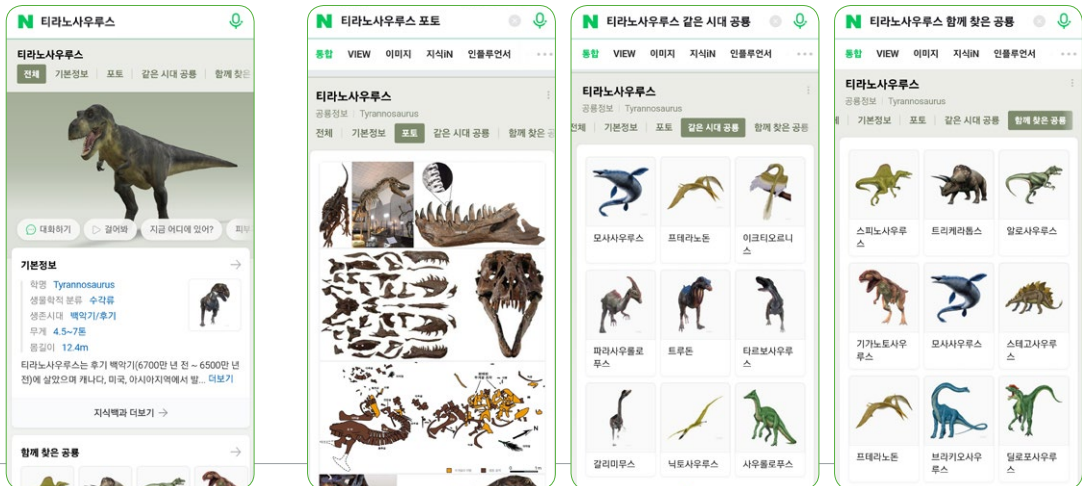 N 티라노사우루스
티라노사우루스
전체 기본정보 포토 같은 시대 공룡 함께 찾은
대화하기 걸어봐 지금 어디에 있어? 피부
기본정보
학명 Tyrannosaurus
생물학적 분류 수각류
생존시대 백악기/후기
무게 4.5~7톤
몸길이 12.4m
티라노사우루스는 후기 백악기(6700만 년 전 ~ 6500만 년
전)에 살았으며 캐나다, 미국, 아시아지역에서 발... 더보기
지식백과 더보기
함께 찾은 공룡
N 티라노사우루스 포토
통합 VIEW 이미지 지식iN 인플루언서
티라노사우루스
공룡정보 Tyrannosaurus
전체 기본정보 포토 같은 시대 공룡 함께 찾은 공
N 티라노사우루스 같은 시대 공룡
통합 VIEW 이미지 지식iN 인플루언서
티라노사우루스
공룡정보 Tyrannosaurus
전체 기본정보 포토 같은 시대 공룡 함께 찾은 공룡
모사사우루스 프테라노돈 이크티오르니
스
파라사우롤로 트루돈 타르보사우루
푸스 스
갈리미무스 닉토사우루스 사우롤로푸스
N 티라노사우루스 함께 찾은 공룡
통합 VIEW 이미지 지식iN 인플루언서
티라노사우루스
공룡정보 Tyrannosaurus
기본정보 포토 같은 시대 공룡 함께 찾은 공룡
스피노사우루 트리케라톱스 알로사우루스
스
기가노토사우 모사사우루스 스테고사우루
루스 스
프테라노돈 브라키오사우 딜로포사우루
루스 스